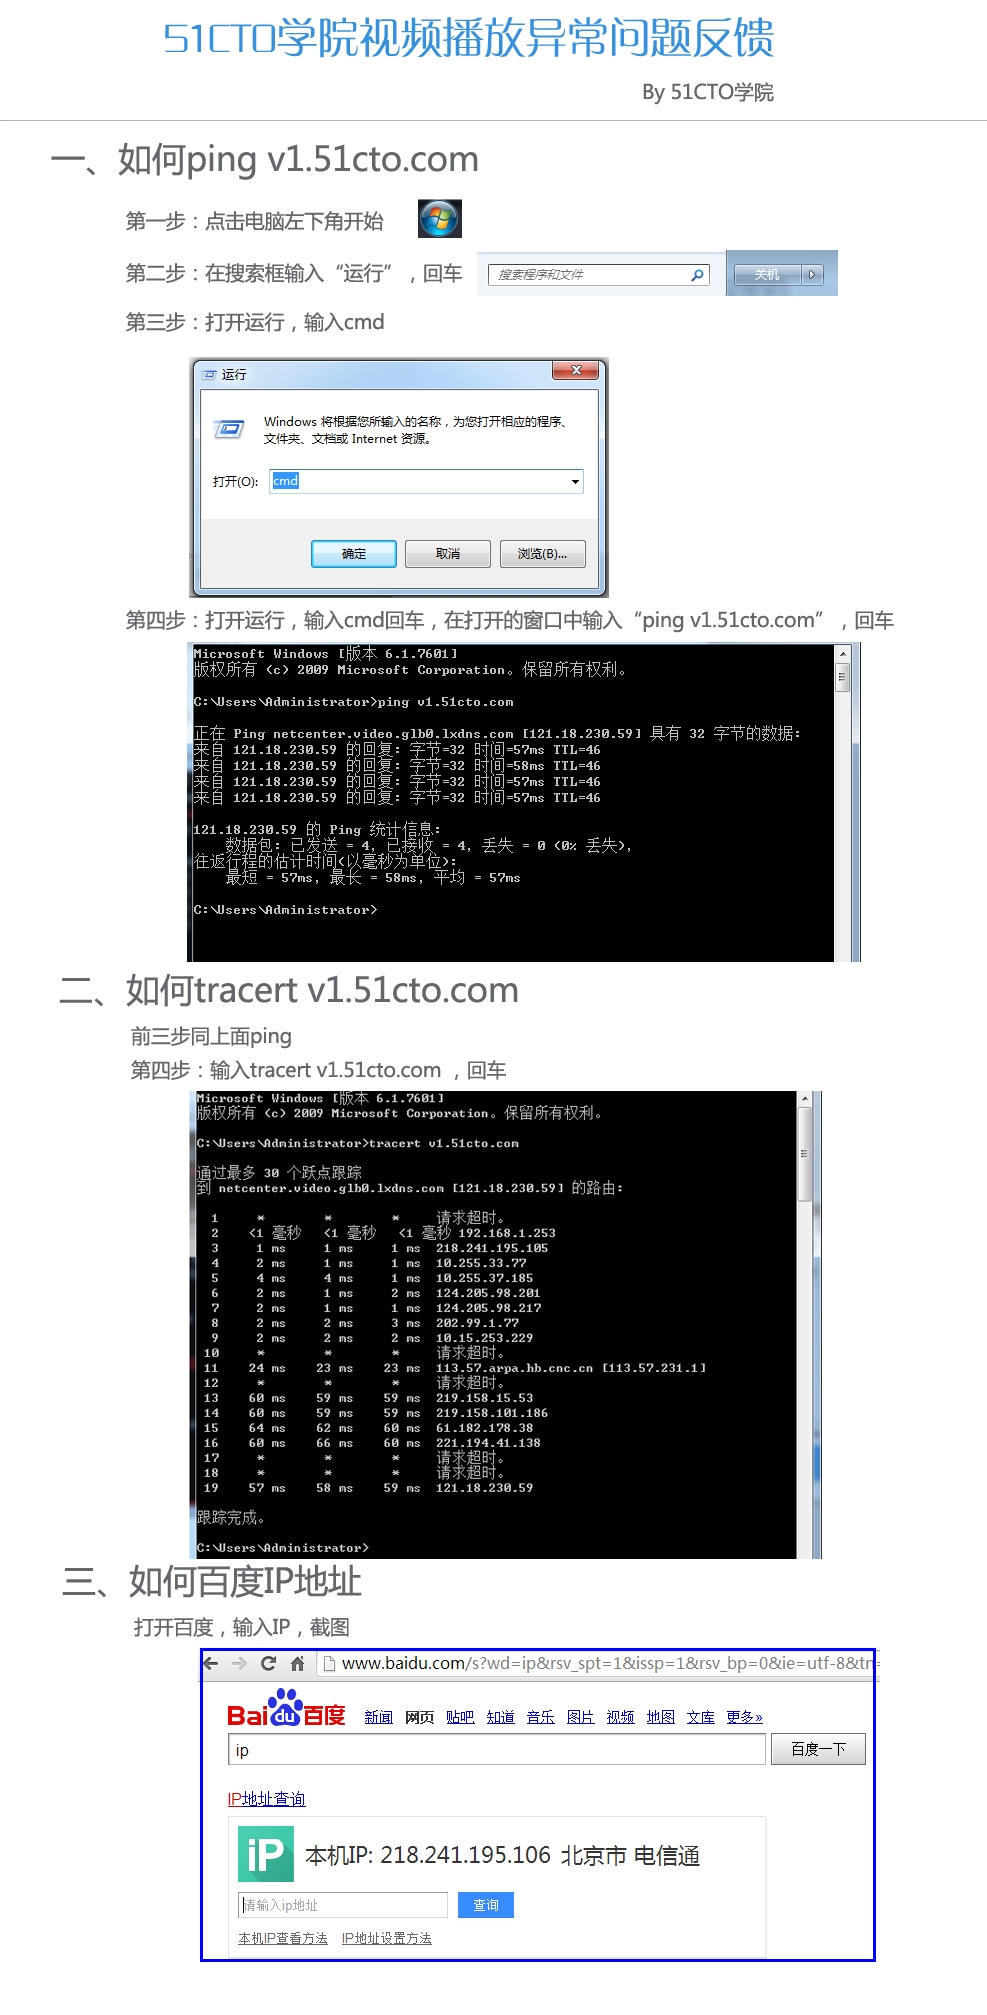 51CTO学院视频播放异常问题反馈
By 51CTO学院
一、如何ping v1.51cto.com
第一步：点击电脑左下角开始
第二步：在搜索框输入“运行”，回车
搜索程序和文件
关机
第三步：打开运行，输入cmd
运行
Windows 将根据您所输入的名称，为您打开相应的程序、
文件夹、文档或 Internet 资源。
打开(O): cmd
确定 取消 浏览(B)...
第四步：打开运行，输入cmd回车，在打开的窗口中输入“ping v1.51cto.com”，回车
Microsoft Windows [版本 6.1.7601]
版权所有 (c) 2009 Microsoft Corporation。保留所有权利。
C:\Users\Administrator>ping v1.51cto.com
正在 Ping netcenter.video.glb0.lxdns.com [121.18.230.59] 具有 32 字节的数据:
来自 121.18.230.59 的回复: 字节=32 时间=57ms TTL=46
来自 121.18.230.59 的回复: 字节=32 时间=58ms TTL=46
来自 121.18.230.59 的回复: 字节=32 时间=57ms TTL=46
来自 121.18.230.59 的回复: 字节=32 时间=57ms TTL=46
121.18.230.59 的 Ping 统计信息:
数据包: 已发送 = 4，已接收 = 4，丢失 = 0 (0% 丢失)，
往返行程的估计时间(以毫秒为单位):
最短 = 57ms，最长 = 58ms，平均 = 57ms
C:\Users\Administrator>
二、如何tracert v1.51cto.com
前三步同上面ping
第四步：输入tracert v1.51cto.com ，回车
Microsoft Windows [版本 6.1.7601]
版权所有 (c) 2009 Microsoft Corporation。保留所有权利。
C:\Users\Administrator>tracert v1.51cto.com
通过最多 30 个跃点跟踪
到 netcenter.video.glb0.lxdns.com [121.18.230.59] 的路由:
1 * * * 请求超时。
2 <1 毫秒 <1 毫秒 <1 毫秒 192.168.1.253
3 1 ms 1 ms 1 ms 218.241.195.105
4 2 ms 1 ms 1 ms 10.255.33.77
5 4 ms 4 ms 1 ms 10.255.37.185
6 2 ms 1 ms 2 ms 124.205.98.201
7 2 ms 1 ms 1 ms 124.205.98.217
8 2 ms 2 ms 3 ms 202.99.1.77
9 2 ms 2 ms 2 ms 10.15.253.229
10 * * * 请求超时。
11 24 ms 23 ms 23 ms 113.57.arpa.hb.cnc.cn [113.57.231.1]
12 * * * 请求超时。
13 60 ms 59 ms 59 ms 219.158.15.53
14 60 ms 59 ms 59 ms 219.158.101.186
15 64 ms 62 ms 60 ms 61.182.178.38
16 60 ms 66 ms 60 ms 221.194.41.138
17 * * * 请求超时。
18 * * * 请求超时。
19 57 ms 58 ms 59 ms 121.18.230.59
跟踪完成。
C:\Users\Administrator>
三、如何百度IP地址
打开百度，输入IP，截图
www.baidu.com/s?wd=ip&rsv_spt=1&issp=1&rsv_bp=0&ie=utf-8&tn=
Bai du 百度 新闻 网页 贴吧 知道 音乐 图片 视频 地图 文库 更多»
ip 百度一下
IP地址查询
iP 本机IP: 218.241.195.106 北京市 电信通
请输入ip地址 查询
本机IP查看方法 IP地址设置方法